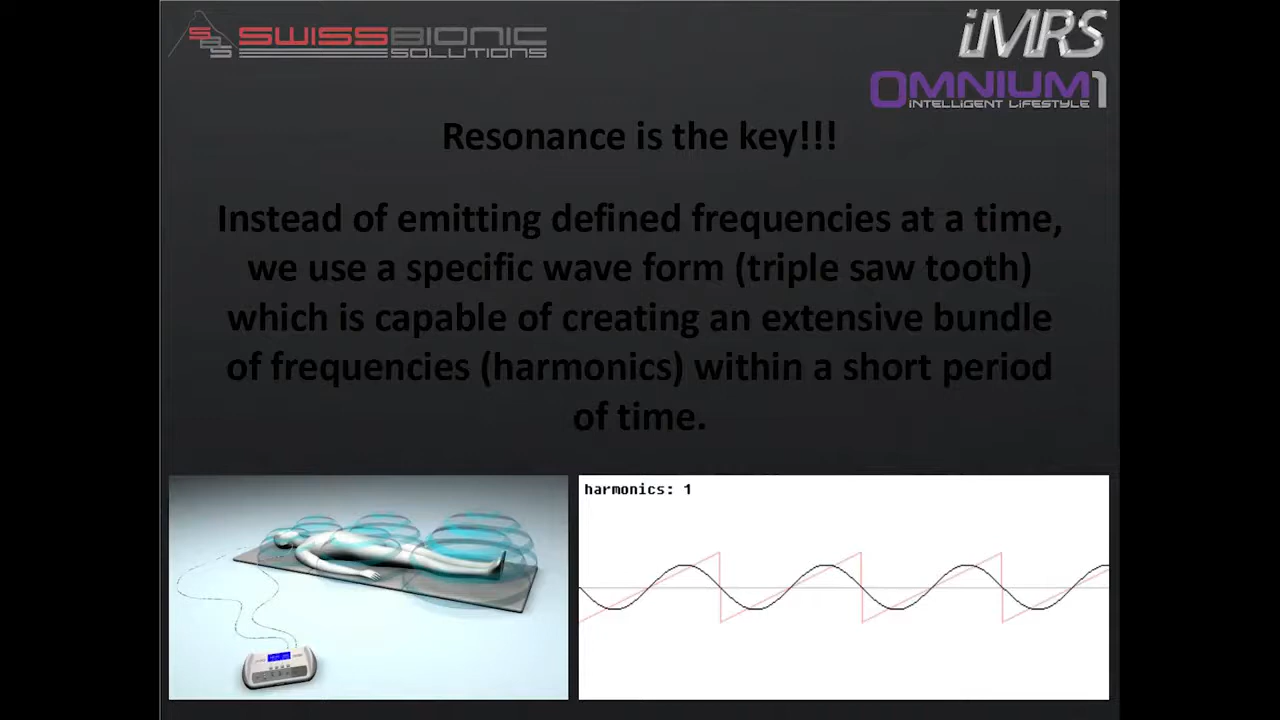 SWISSBIONIC
SOLUTIONS
SBS
iMRS
OMNIUM1
INTELLIGENT LIFESTYLE
Resonance is the key!!!
Instead of emitting defined frequencies at a time,
we use a specific wave form (triple saw tooth)
which is capable of creating an extensive bundle
of frequencies (harmonics) within a short period
of time.
harmonics: 1